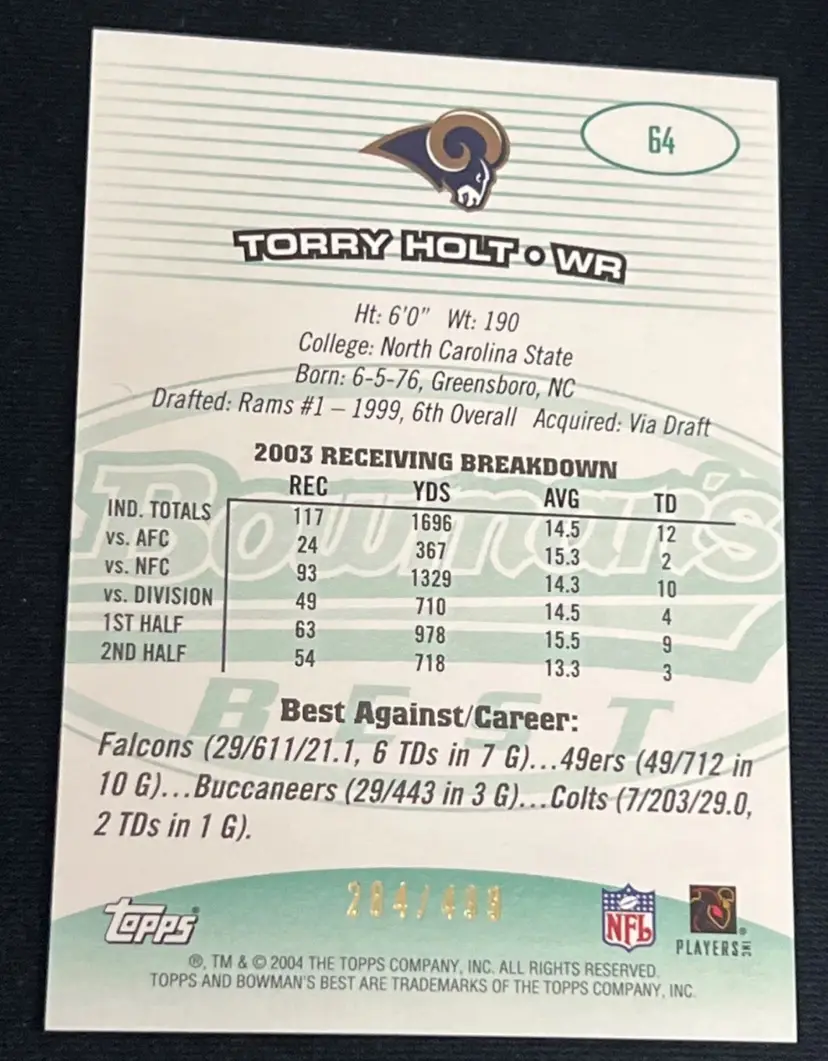 64
TORRY HOLT • WR
Ht: 6'0" Wt: 190
College: North Carolina State
Born: 6-5-76, Greensboro, NC
Drafted: Rams #1 – 1999, 6th Overall Acquired: Via Draft
2003 RECEIVING BREAKDOWN
REC YDS AVG TD
IND. TOTALS 117 1696 14.5 12
vs. AFC 24 367 15.3 2
vs. NFC 93 1329 14.3 10
vs. DIVISION 49 710 14.5 4
1ST HALF 63 978 15.5 9
2ND HALF 54 718 13.3 3
Bowman's
BEST
Best Against/Career:
Falcons (29/611/21.1, 6 TDs in 7 G)...49ers (49/712 in
10 G)...Buccaneers (29/443 in 3 G)...Colts (7/203/29.0,
2 TDs in 1 G).
204/499
topps®
NFL
PLAYERS INC
®, TM & © 2004 THE TOPPS COMPANY, INC. ALL RIGHTS RESERVED.
TOPPS AND BOWMAN'S BEST ARE TRADEMARKS OF THE TOPPS COMPANY, INC.